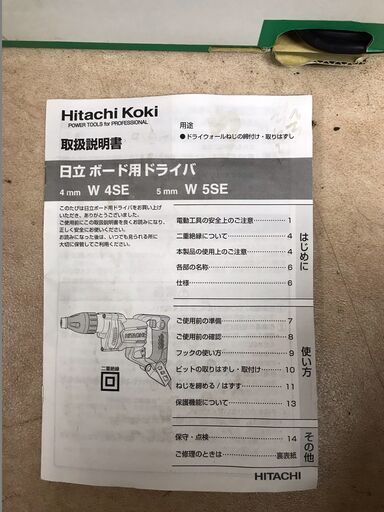 Hitachi Koki
POWER TOOLS for PROFESSIONAL
取扱説明書
用途
● ドライウォールねじの締付け・取りはずし
日立 ボード用ドライバ
4 mm W 4SE 5 mm W 5SE
このたびは日立ボード用ドライバをお買い上げ
いただき、ありがとうございました。
ご使用前にこの取扱説明書を良くお読みになり、
正しく安全にお使いください。
お読みになった後は、いつでも見られる所に
大切に保管してご利用ください。
HITACHI
二重絶縁
はじめに
電動工具の安全上のご注意 1
二重絶縁について 4
本製品の使用上のご注意 4
各部の名称 6
仕様 6
使い方
ご使用前の準備 7
ご使用前の確認 8
フックの使い方 9
ビットの取りはずし・取付け 10
ねじを締める／はずす 11
保護機能について 13
その他
保守・点検 14
ご修理のときは 裏表紙
HITACHI